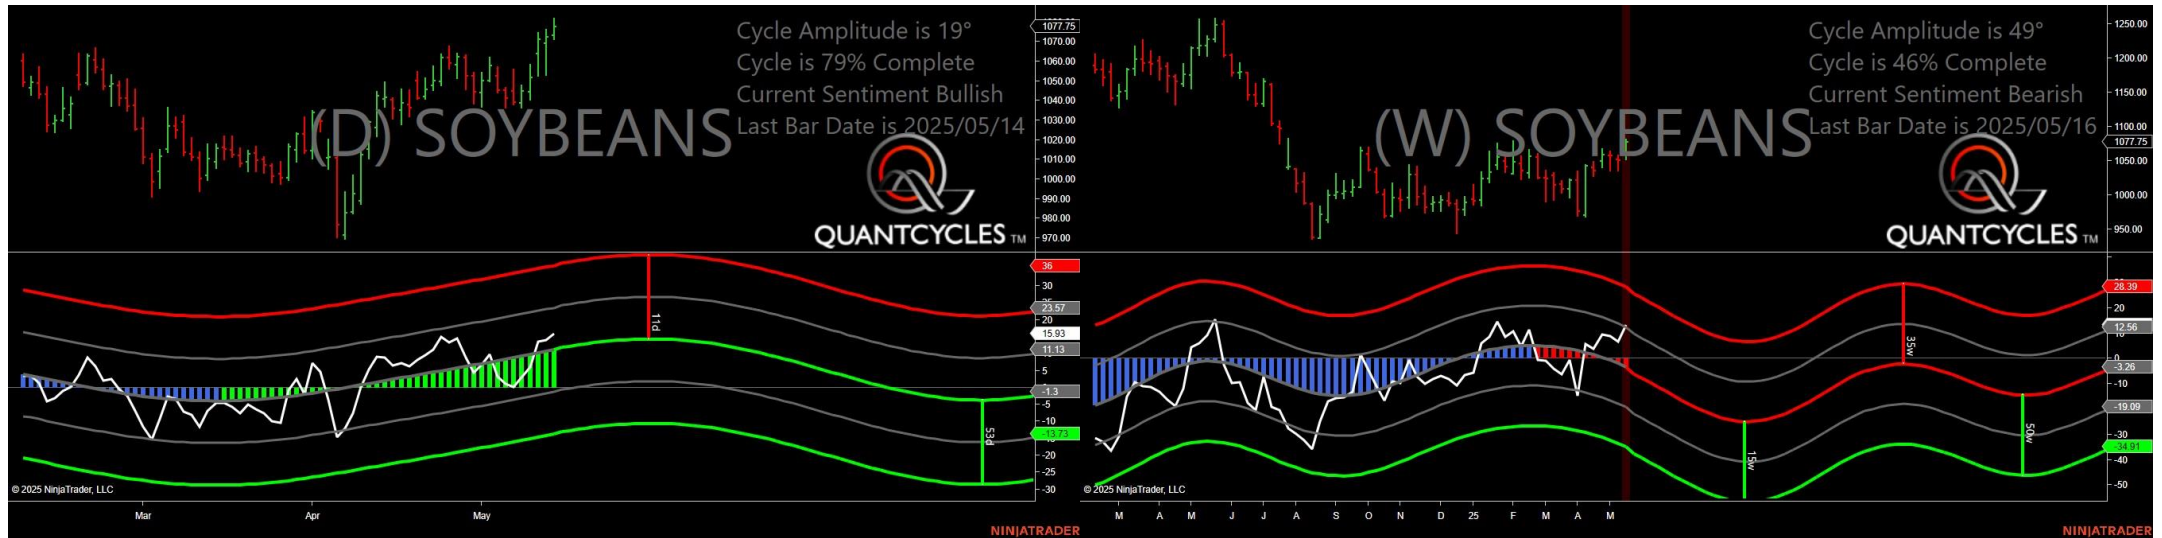 Cycle Amplitude is 19°
Cycle is 79% Complete
Current Sentiment Bullish
Last Bar Date is 2025/05/14
(D) SOYBEANS
QUANTCYCLES TM
1077.75
1070.00
1060.00
1050.00
1040.00
1030.00
1020.00
1010.00
1000.00
990.00
980.00
970.00
36
30
23.57
20
15.93
11.13
5
-1.3
-5
-10
-13.73
-20
-25
-30
11d
53d
© 2025 NinjaTrader, LLC
Mar
Apr
May
NINJATRADER
Cycle Amplitude is 49°
Cycle is 46% Complete
Current Sentiment Bearish
Last Bar Date is 2025/05/16
(W) SOYBEANS
QUANTCYCLES TM
1250.00
1200.00
1150.00
1100.00
1077.75
1050.00
1000.00
950.00
28.39
20
12.56
0
-3.26
-10
-19.09
-30
-34.91
-40
-50
35w
15w
50w
© 2025 NinjaTrader, LLC
M A M J J A S O N D 25 F M A M
NINJATRADER